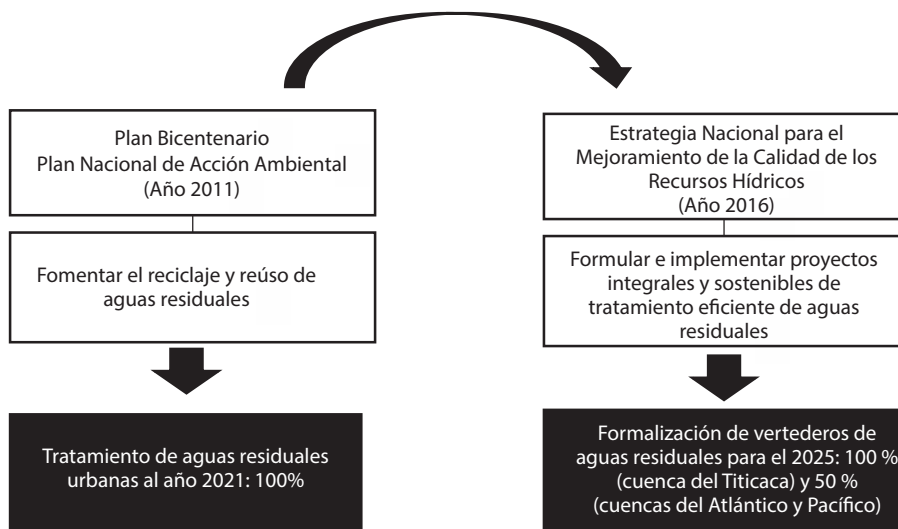 Plan Bicentenario
Plan Nacional de Acción Ambiental
(Año 2011)
Fomentar el reciclaje y reúso de
aguas residuales
Tratamiento de aguas residuales
urbanas al año 2021: 100%
Estrategia Nacional para el
Mejoramiento de la Calidad de los
Recursos Hídricos
(Año 2016)
Formular e implementar proyectos
integrales y sostenibles de
tratamiento eficiente de aguas
residuales
Formalización de vertederos de
aguas residuales para el 2025: 100 %
(cuenca del Titicaca) y 50 %
(cuencas del Atlántico y Pacífico)